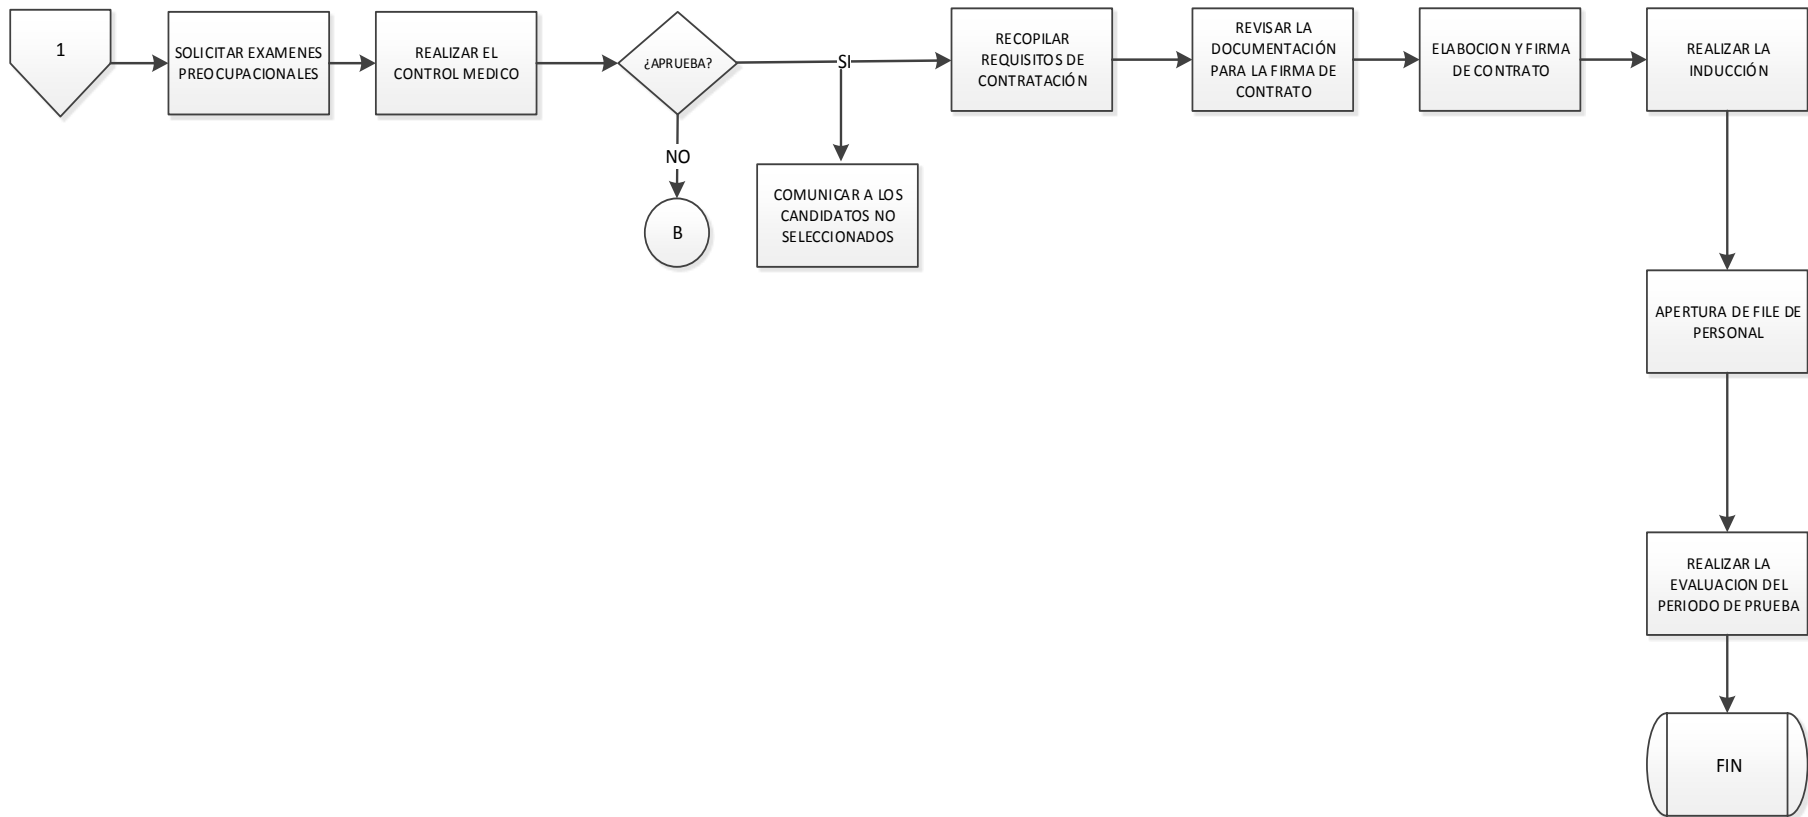 1
SOLICITAR EXAMENES
PREOCUPACIONALES
REALIZAR EL
CONTROL MEDICO
¿APRUEBA?
SI
NO
B
COMUNICAR A LOS
CANDIDATOS NO
SELECCIONADOS
RECOPILAR
REQUISITOS DE
CONTRATACIÓN
REVISAR LA
DOCUMENTACIÓN
PARA LA FIRMA DE
CONTRATO
ELABOCION Y FIRMA
DE CONTRATO
REALIZAR LA
INDUCCIÓN
APERTURA DE FILE DE
PERSONAL
REALIZAR LA
EVALUACION DEL
PERIODO DE PRUEBA
FIN